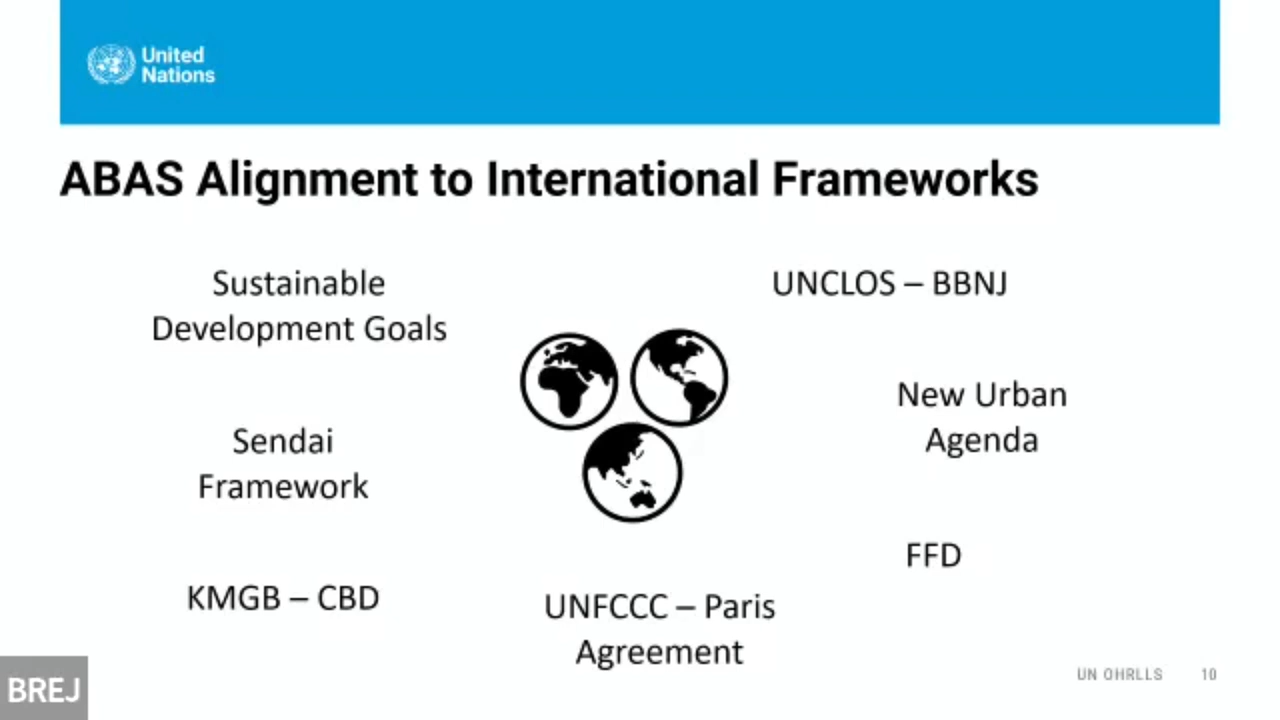 United
Nations
ABAS Alignment to International Frameworks
Sustainable
Development Goals
UNCLOS – BBNJ
New Urban
Agenda
Sendai
Framework
FFD
KMGB – CBD
UNFCCC – Paris
Agreement
UN OHRLLS 10
BREJ